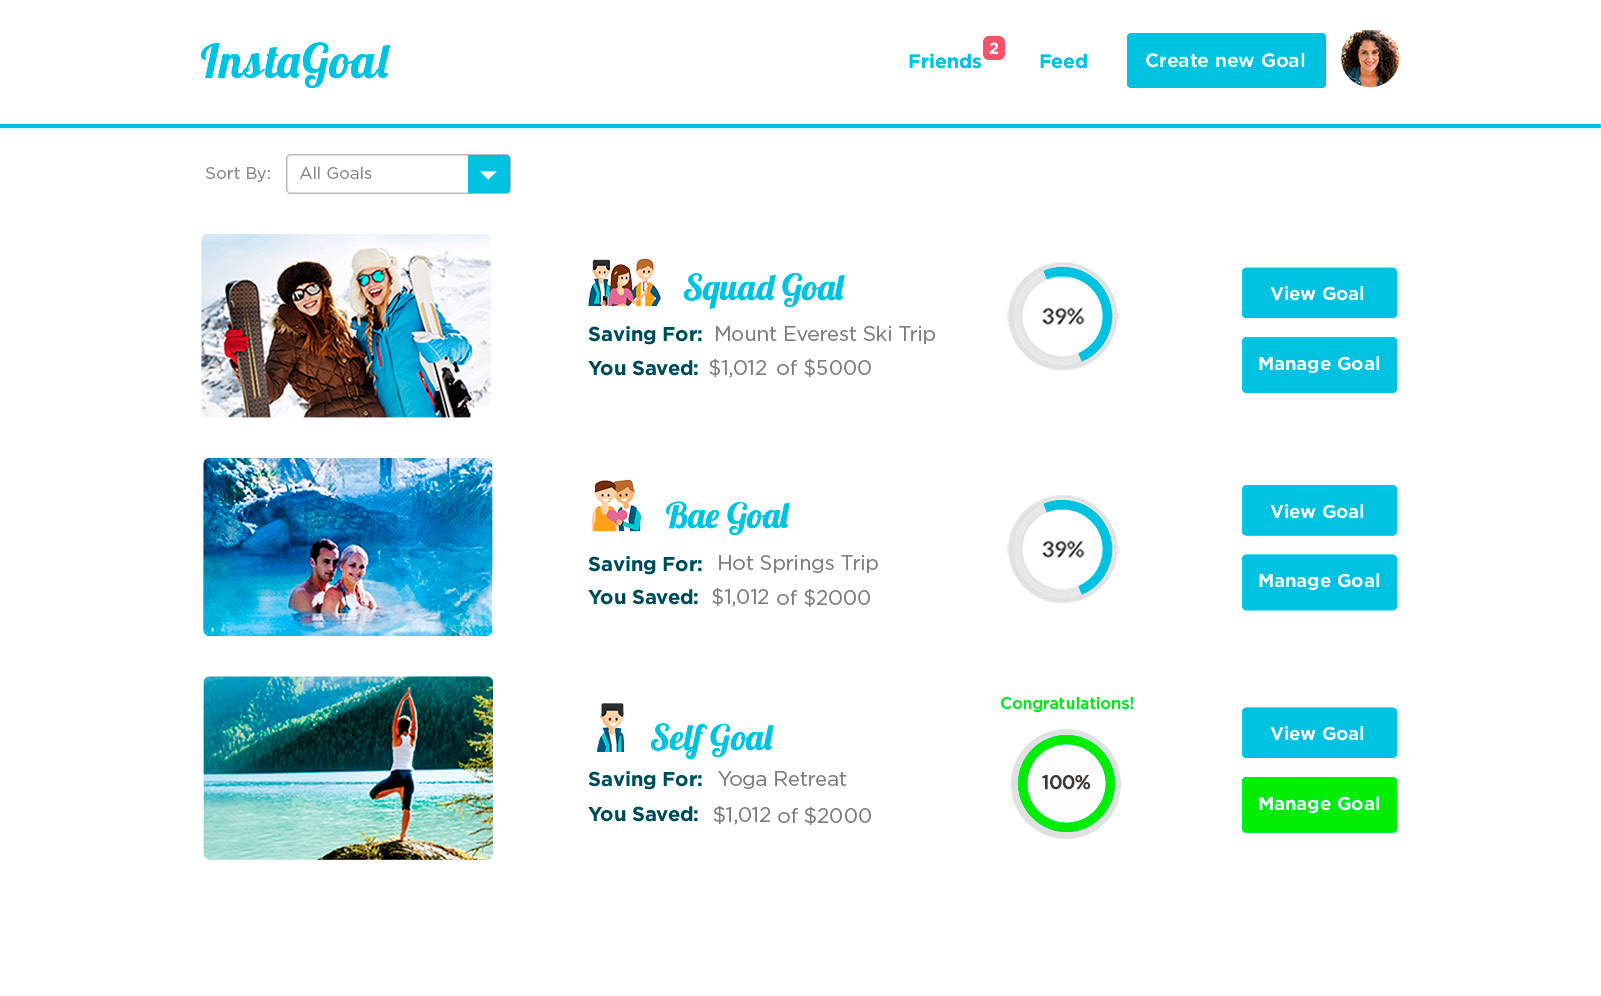 InstaGoal
Friends 2 Feed Create new Goal
Sort By: All Goals
Squad Goal
Saving For: Mount Everest Ski Trip
You Saved: $1,012 of $5000
39%
View Goal
Manage Goal
Bae Goal
Saving For: Hot Springs Trip
You Saved: $1,012 of $2000
39%
View Goal
Manage Goal
Self Goal
Saving For: Yoga Retreat
You Saved: $1,012 of $2000
Congratulations!
100%
View Goal
Manage Goal